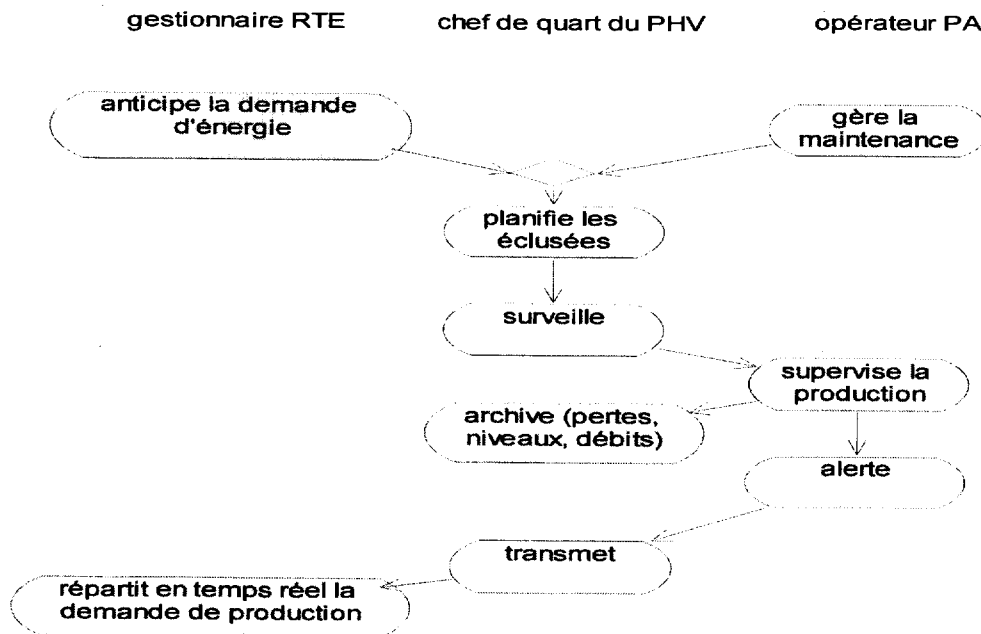 gestionnaire RTE
chef de quart du PHV
opérateur PA
anticipe la demande
d'énergie
gère la
maintenance
planifie les
éclusées
surveille
supervise la
production
archive (pertes,
niveaux, débits)
alerte
transmet
répartit en temps réel la
demande de production